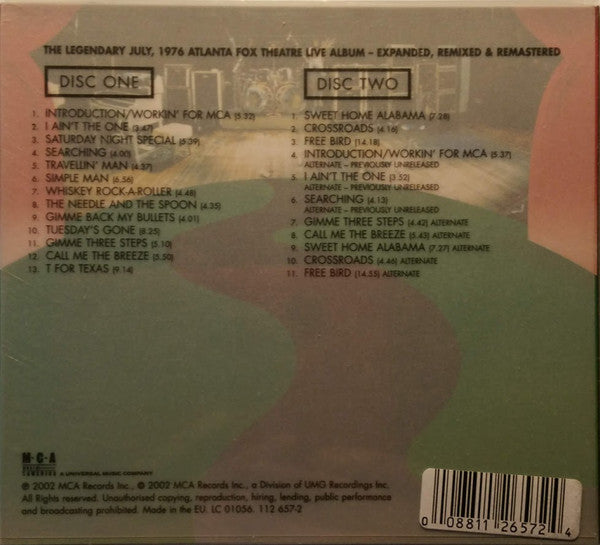 THE LEGENDARY JULY, 1976 ATLANTA FOX THEATRE LIVE ALBUM – EXPANDED, REMIXED & REMASTERED
DISC ONE
1. INTRODUCTION/WORKIN' FOR MCA (5.32)
2. I AIN'T THE ONE (3.47)
3. SATURDAY NIGHT SPECIAL (5.39)
4. SEARCHING (4.00)
5. TRAVELLIN' MAN (4.37)
6. SIMPLE MAN (6.56)
7. WHISKEY ROCK-A-ROLLER (4.48)
8. THE NEEDLE AND THE SPOON (4.35)
9. GIMME BACK MY BULLETS (4.01)
10. TUESDAY'S GONE (8.25)
11. GIMME THREE STEPS (5.10)
12. CALL ME THE BREEZE (5.50)
13. T FOR TEXAS (9.14)
DISC TWO
1. SWEET HOME ALABAMA (7.28)
2. CROSSROADS (4.16)
3. FREE BIRD (14.18)
4. INTRODUCTION/WORKIN' FOR MCA (5.37)
ALTERNATE – PREVIOUSLY UNRELEASED
5. I AIN'T THE ONE (3.52)
ALTERNATE – PREVIOUSLY UNRELEASED
6. SEARCHING (4.13)
ALTERNATE – PREVIOUSLY UNRELEASED
7. GIMME THREE STEPS (4.42) ALTERNATE
8. CALL ME THE BREEZE (5.43) ALTERNATE
9. SWEET HOME ALABAMA (7.27) ALTERNATE
10. CROSSROADS (4.46) ALTERNATE
11. FREE BIRD (14.55) ALTERNATE
M·C·A
A UNIVERSAL MUSIC COMPANY
℗ 2002 MCA Records Inc., © 2002 MCA Records Inc., a Division of UMG Recordings Inc.
All Rights reserved. Unauthorised copying, reproduction, hiring, lending, public performance
and broadcasting prohibited. Made in the EU. LC 01056. 112 657-2
0 08811 26572 4